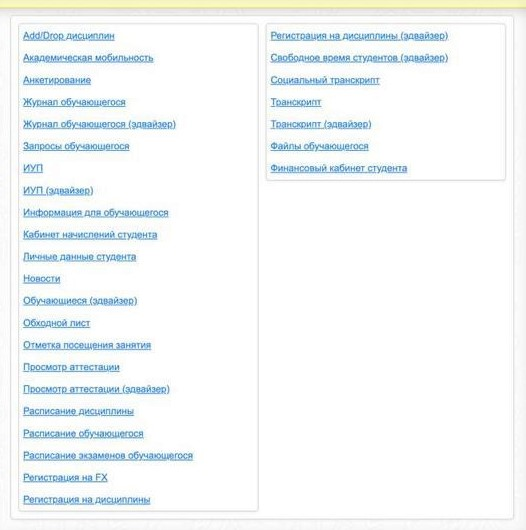 Add/Drop дисциплин
Академическая мобильность
Анкетирование
Журнал обучающегося
Журнал обучающегося (эдвайзер)
Запросы обучающегося
ИУП
ИУП (эдвайзер)
Информация для обучающегося
Кабинет начислений студента
Личные данные студента
Новости
Обучающиеся (эдвайзер)
Обходной лист
Отметка посещения занятия
Просмотр аттестации
Просмотр аттестации (эдвайзер)
Расписание дисциплины
Расписание обучающегося
Расписание экзаменов обучающегося
Регистрация на FX
Регистрация на дисциплины
Регистрация на дисциплины (эдвайзер)
Свободное время студентов (эдвайзер)
Социальный транскрипт
Транскрипт
Транскрипт (эдвайзер)
Файлы обучающегося
Финансовый кабинет студента